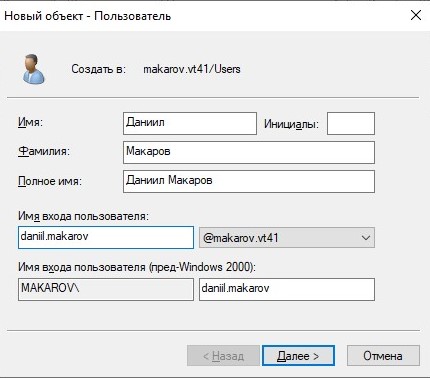 Новый объект - Пользователь
Создать в: makarov.vt41/Users
Имя: Даниил Инициалы:
Фамилия: Макаров
Полное имя: Даниил Макаров
Имя входа пользователя:
daniil.makarov @makarov.vt41
Имя входа пользователя (пред-Windows 2000):
MAKAROV\ daniil.makarov
< Назад Далее > Отмена